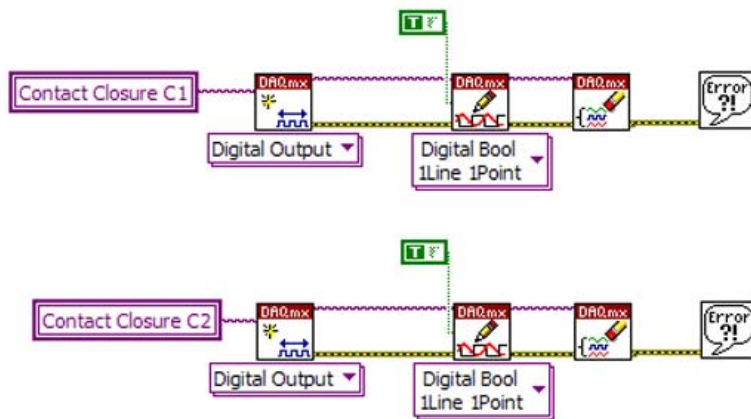 T
Contact Closure C1
DAQmx
DAQmx
DAQmx
Error
?!
Digital Output
Digital Bool
1Line 1Point
T
Contact Closure C2
DAQmx
DAQmx
DAQmx
Error
?!
Digital Output
Digital Bool
1Line 1Point